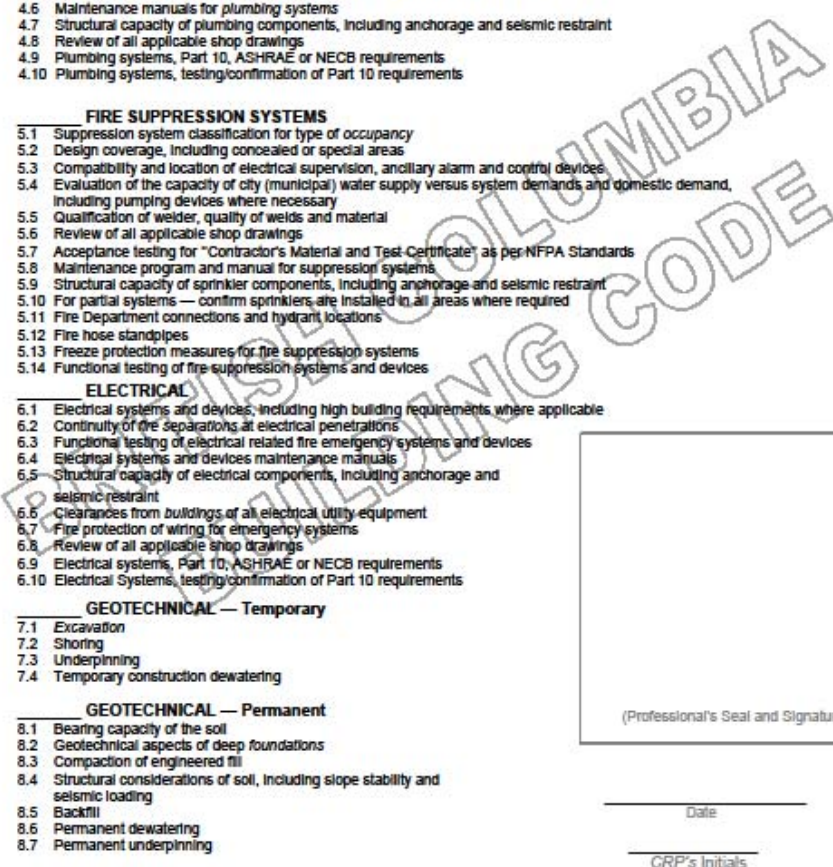 4.6 Maintenance manuals for plumbing systems
4.7 Structural capacity of plumbing components, including anchorage and seismic restraint
4.8 Review of all applicable shop drawings
4.9 Plumbing systems, Part 10, ASHRAE or NECB requirements
4.10 Plumbing systems, testing/confirmation of Part 10 requirements
FIRE SUPPRESSION SYSTEMS
5.1 Suppression system classification for type of occupancy
5.2 Design coverage, including concealed or special areas
5.3 Compatibility and location of electrical supervision, ancillary alarm and control devices
5.4 Evaluation of the capacity of city (municipal) water supply versus system demands and domestic demand,
including pumping devices where necessary
5.5 Qualification of welder, quality of welds and material
5.6 Review of all applicable shop drawings
5.7 Acceptance testing for "Contractor's Material and Test Certificate" as per NFPA Standards
5.8 Maintenance program and manual for suppression systems
5.9 Structural capacity of sprinkler components, including anchorage and seismic restraint
5.10 For partial systems — confirm sprinklers are installed in all areas where required
5.11 Fire Department connections and hydrant locations
5.12 Fire hose standpipes
5.13 Freeze protection measures for fire suppression systems
5.14 Functional testing of fire suppression systems and devices
ELECTRICAL
6.1 Electrical systems and devices, including high building requirements where applicable
6.2 Continuity of fire separations at electrical penetrations
6.3 Functional testing of electrical related fire emergency systems and devices
6.4 Electrical systems and devices maintenance manuals
6.5 Structural capacity of electrical components, including anchorage and
seismic restraint
6.6 Clearances from buildings of all electrical utility equipment
6.7 Fire protection of wiring for emergency systems
6.8 Review of all applicable shop drawings
6.9 Electrical systems, Part 10, ASHRAE or NECB requirements
6.10 Electrical Systems, testing/confirmation of Part 10 requirements
GEOTECHNICAL — Temporary
7.1 Excavation
7.2 Shoring
7.3 Underpinning
7.4 Temporary construction dewatering
GEOTECHNICAL — Permanent
8.1 Bearing capacity of the soil
8.2 Geotechnical aspects of deep foundations
8.3 Compaction of engineered fill
8.4 Structural considerations of soil, including slope stability and
seismic loading
8.5 Backfill
8.6 Permanent dewatering
8.7 Permanent underpinning
(Professional's Seal and Signatu
Date
CRP's Initials
BRITISH COLUMBIA
BUILDING CODE